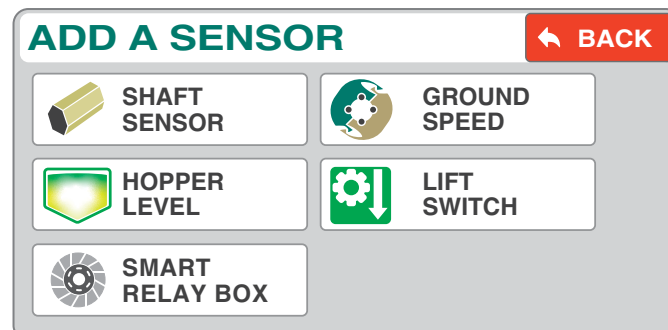 ADD A SENSOR
BACK
SHAFT
SENSOR
GROUND
SPEED
HOPPER
LEVEL
LIFT
SWITCH
SMART
RELAY BOX